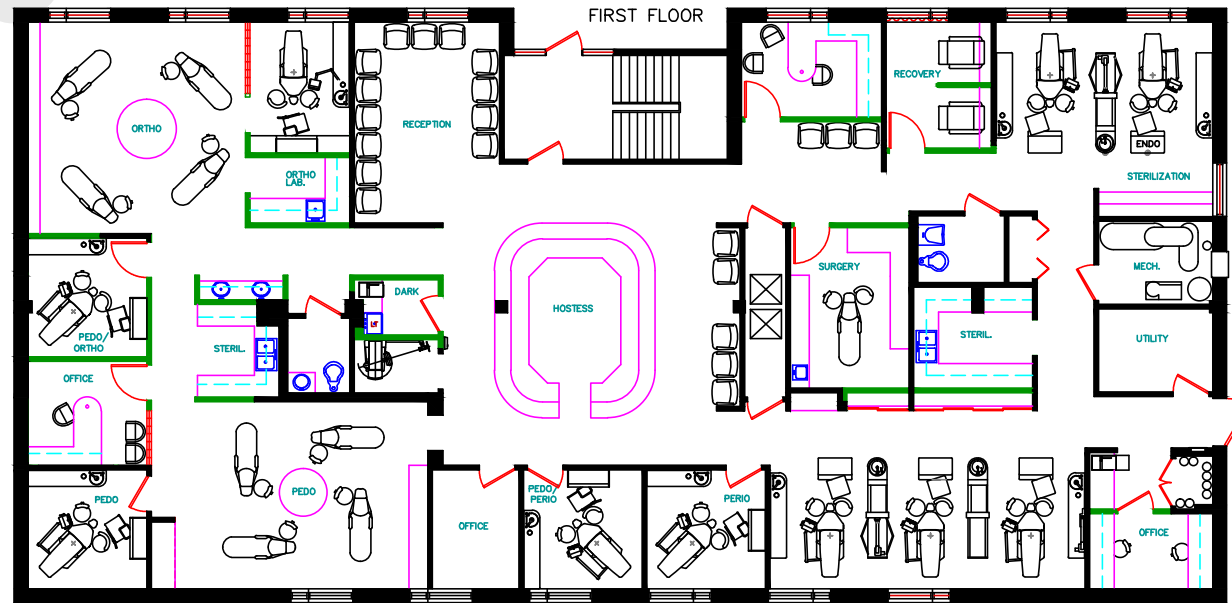 FIRST FLOOR
RECOVERY
RECEPTION
ORTHO
ENDO
ORTHO
LAB.
STERILIZATION
SURGERY
MECH.
DARK
HOSTESS
PEDO/
ORTHO
STERIL.
STERIL.
UTILITY
OFFICE
PEDO
PEDO
PEDO/
PERIO
PERIO
OFFICE
OFFICE